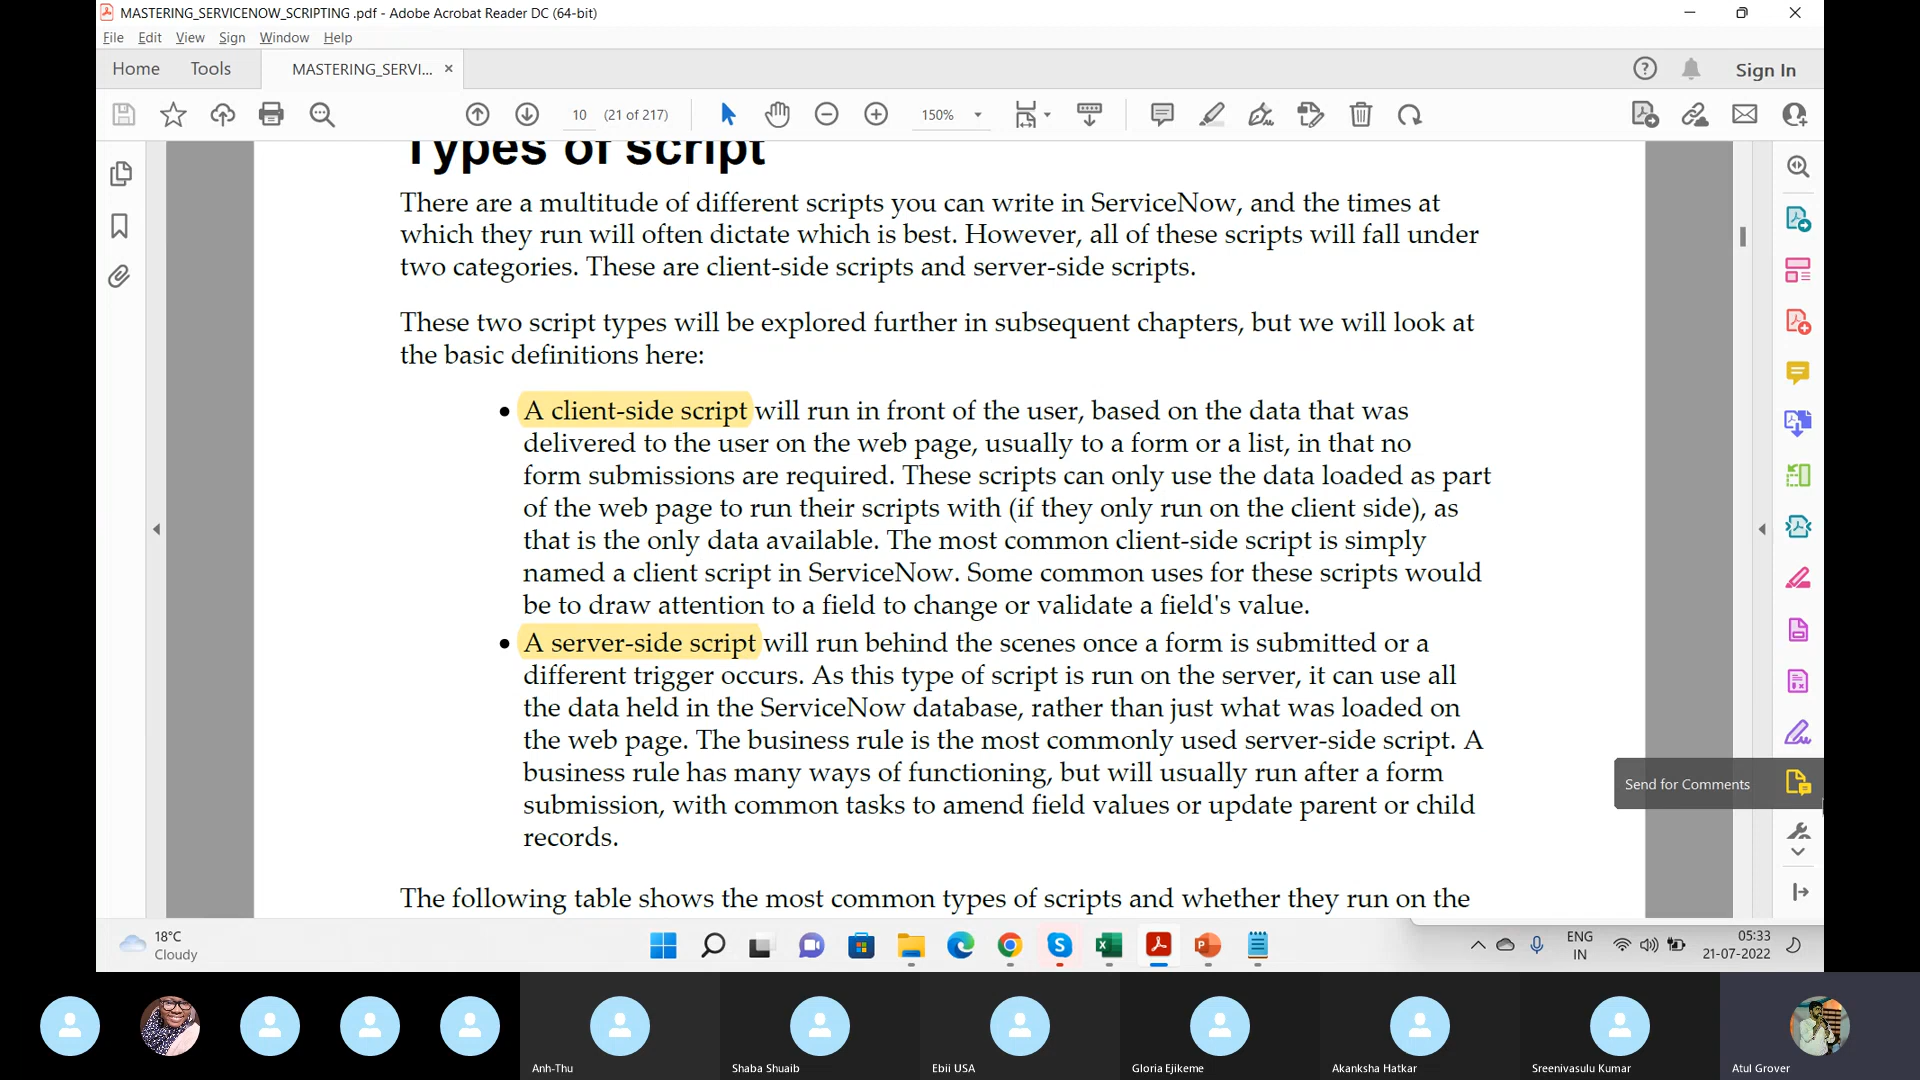 MASTERING_SERVICENOW_SCRIPTING .pdf - Adobe Acrobat Reader DC (64-bit)
File Edit View Sign Window Help
Home Tools MASTERING_SERVI... × Sign In
10 (21 of 217) 150%
Types of script
There are a multitude of different scripts you can write in ServiceNow, and the times at
which they run will often dictate which is best. However, all of these scripts will fall under
two categories. These are client-side scripts and server-side scripts.
These two script types will be explored further in subsequent chapters, but we will look at
the basic definitions here:
• A client-side script will run in front of the user, based on the data that was
delivered to the user on the web page, usually to a form or a list, in that no
form submissions are required. These scripts can only use the data loaded as part
of the web page to run their scripts with (if they only run on the client side), as
that is the only data available. The most common client-side script is simply
named a client script in ServiceNow. Some common uses for these scripts would
be to draw attention to a field to change or validate a field's value.
• A server-side script will run behind the scenes once a form is submitted or a
different trigger occurs. As this type of script is run on the server, it can use all
the data held in the ServiceNow database, rather than just what was loaded on
the web page. The business rule is the most commonly used server-side script. A
business rule has many ways of functioning, but will usually run after a form
submission, with common tasks to amend field values or update parent or child
records.
Send for Comments
The following table shows the most common types of scripts and whether they run on the
18°C
Cloudy
ENG
IN
05:33
21-07-2022
Anh-Thu
Shaba Shuaib
Ebii USA
Gloria Ejikeme
Akanksha Hatkar
Sreenivasulu Kumar
Atul Grover